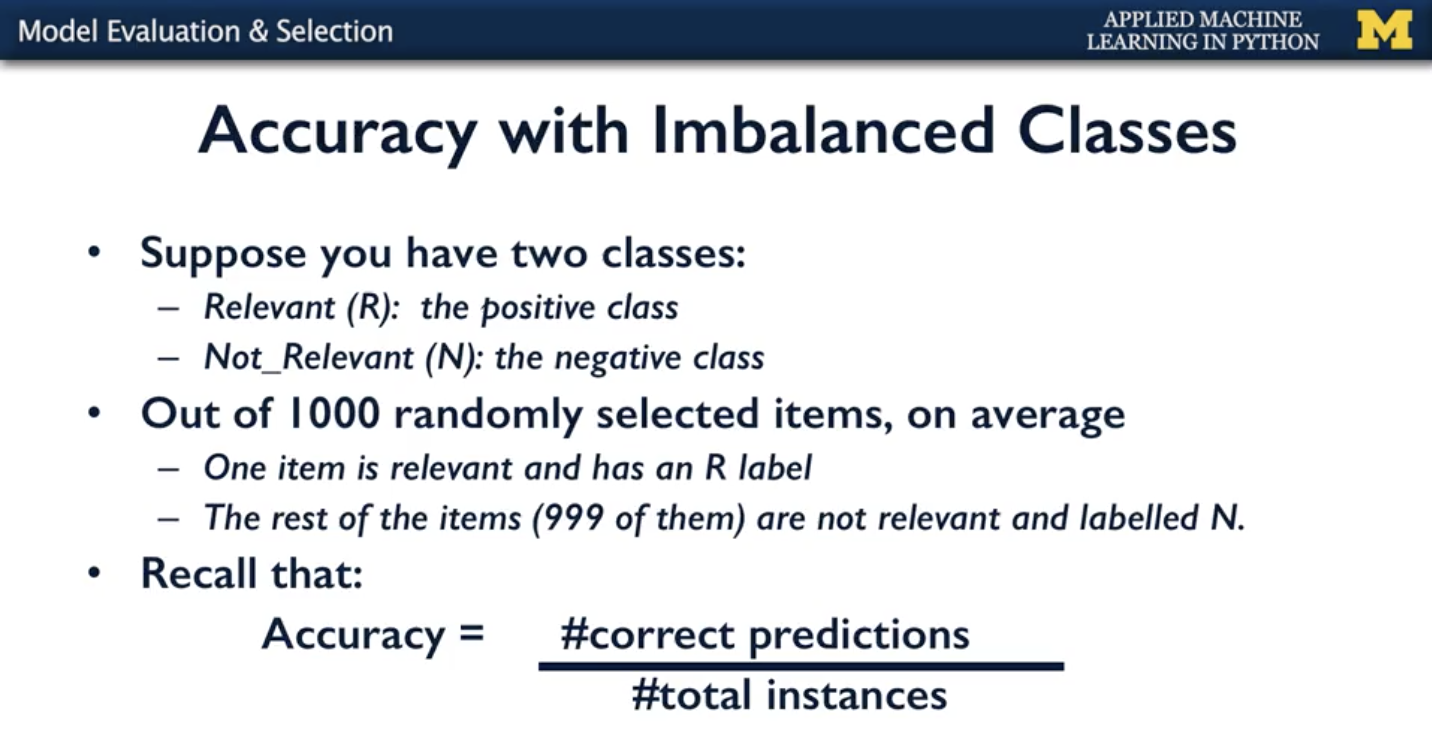 Model Evaluation & Selection
APPLIED MACHINE
LEARNING IN PYTHON
M
Accuracy with Imbalanced Classes
• Suppose you have two classes:
– Relevant (R): the positive class
– Not_Relevant (N): the negative class
• Out of 1000 randomly selected items, on average
– One item is relevant and has an R label
– The rest of the items (999 of them) are not relevant and labelled N.
• Recall that:
Accuracy = #correct predictions
#total instances